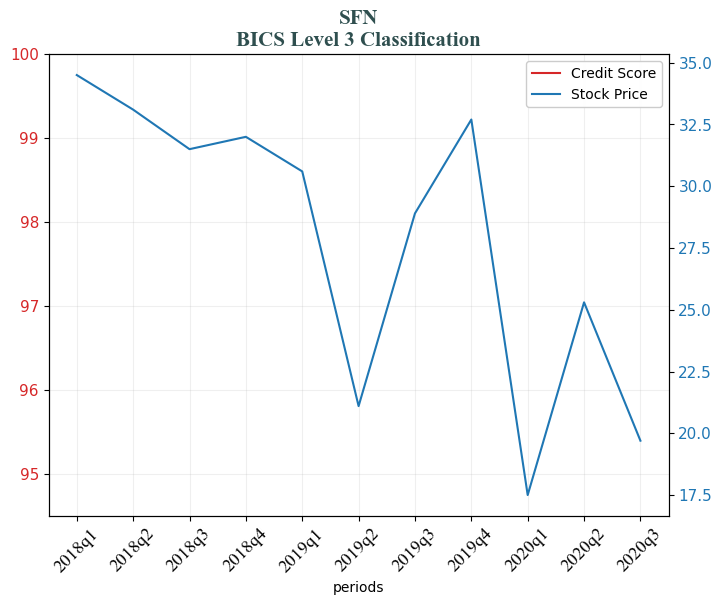 SFN
BICS Level 3 Classification
100
99
98
97
96
95
35.0
32.5
30.0
27.5
25.0
22.5
20.0
17.5
Credit Score
Stock Price
2018q1
2018q2
2018q3
2018q4
2019q1
2019q2
2019q3
2019q4
2020q1
2020q2
2020q3
periods